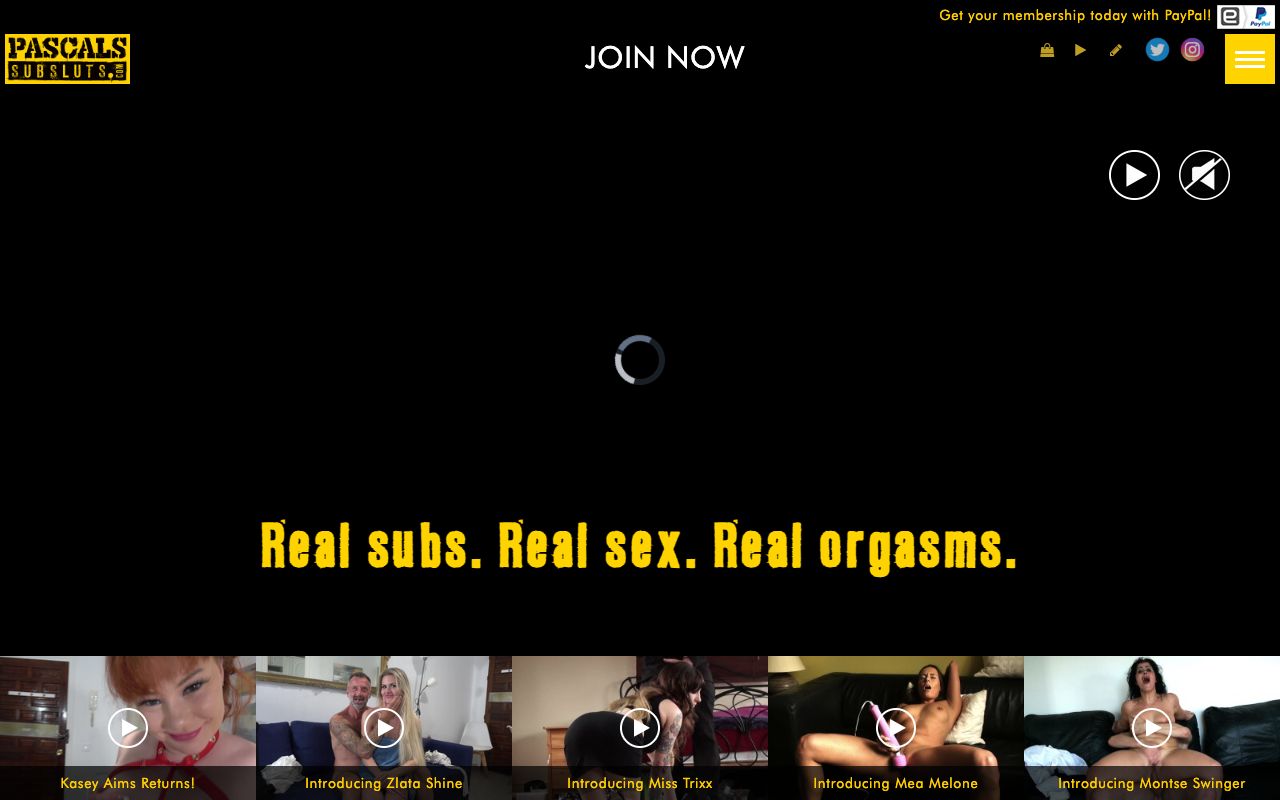 Get your membership today with PayPal!
PayPal
PASCALS
SUBSLUTS.COM
JOIN NOW
Real subs. Real sex. Real orgasms.
Kasey Aims Returns!
Introducing Zlata Shine
Introducing Miss Trixx
Introducing Mea Melone
Introducing Montse Swinger